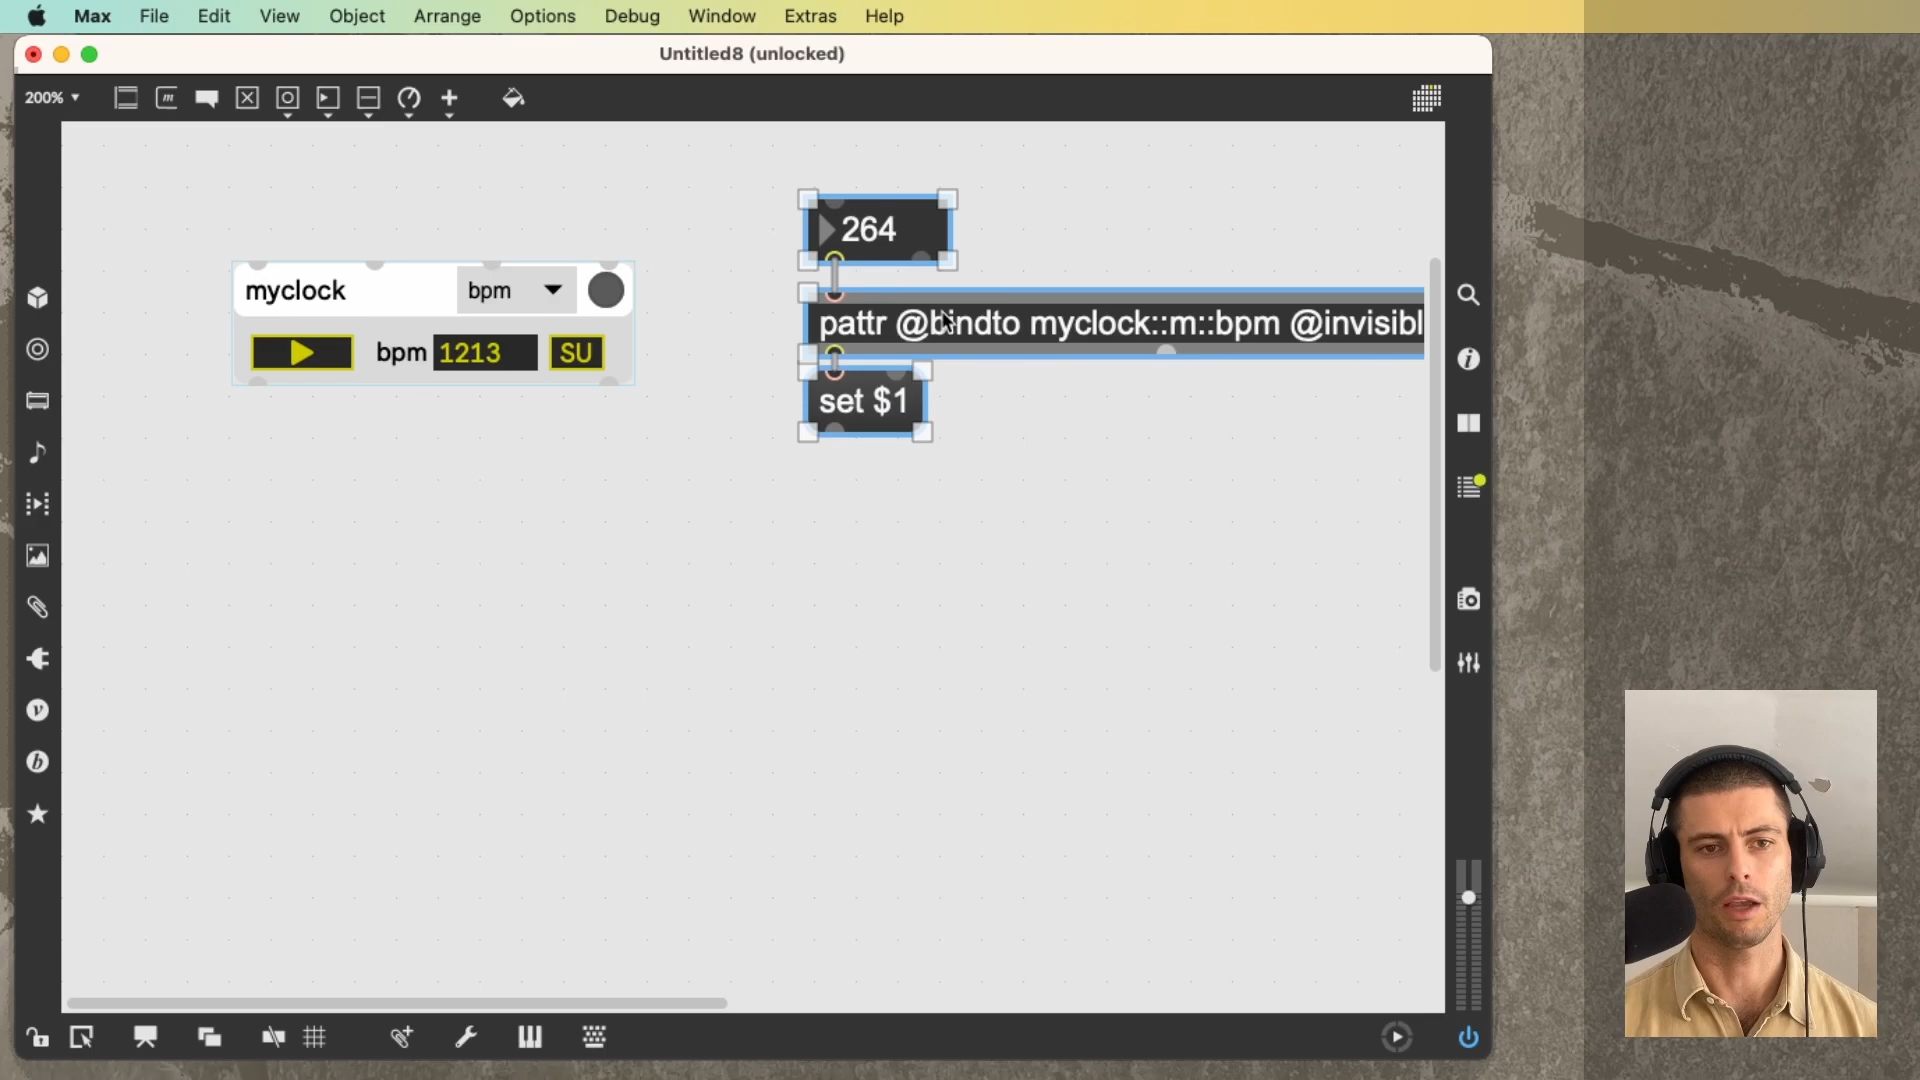 Max File Edit View Object Arrange Options Debug Window Extras Help
Untitled8 (unlocked)
200%
m
264
myclock bpm
pattr @bindto myclock::m::bpm @invisibl
bpm 1213 SU
set $1